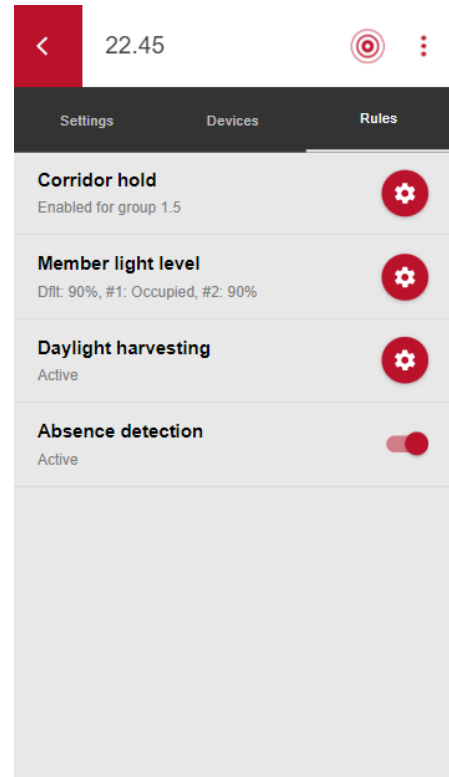 22.45
Settings Devices Rules
Corridor hold
Enabled for group 1.5
Member light level
Dflt: 90%, #1: Occupied, #2: 90%
Daylight harvesting
Active
Absence detection
Active